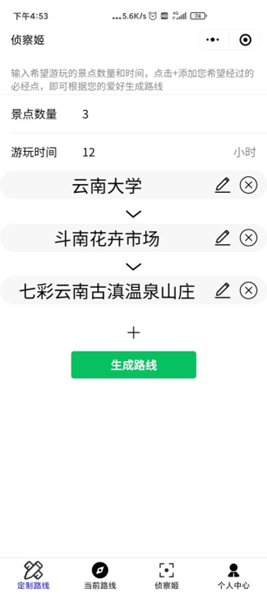 下午4:53
...5.6K/s
4G
74
侦察姬
输入希望游玩的景点数量和时间，点击+添加您希望经过的
必经点，即可根据您的爱好生成路线
景点数量 3
游玩时间 12 小时
云南大学
斗南花卉市场
七彩云南古滇温泉山庄
生成路线
定制路线 当前路线 侦察姬 个人中心